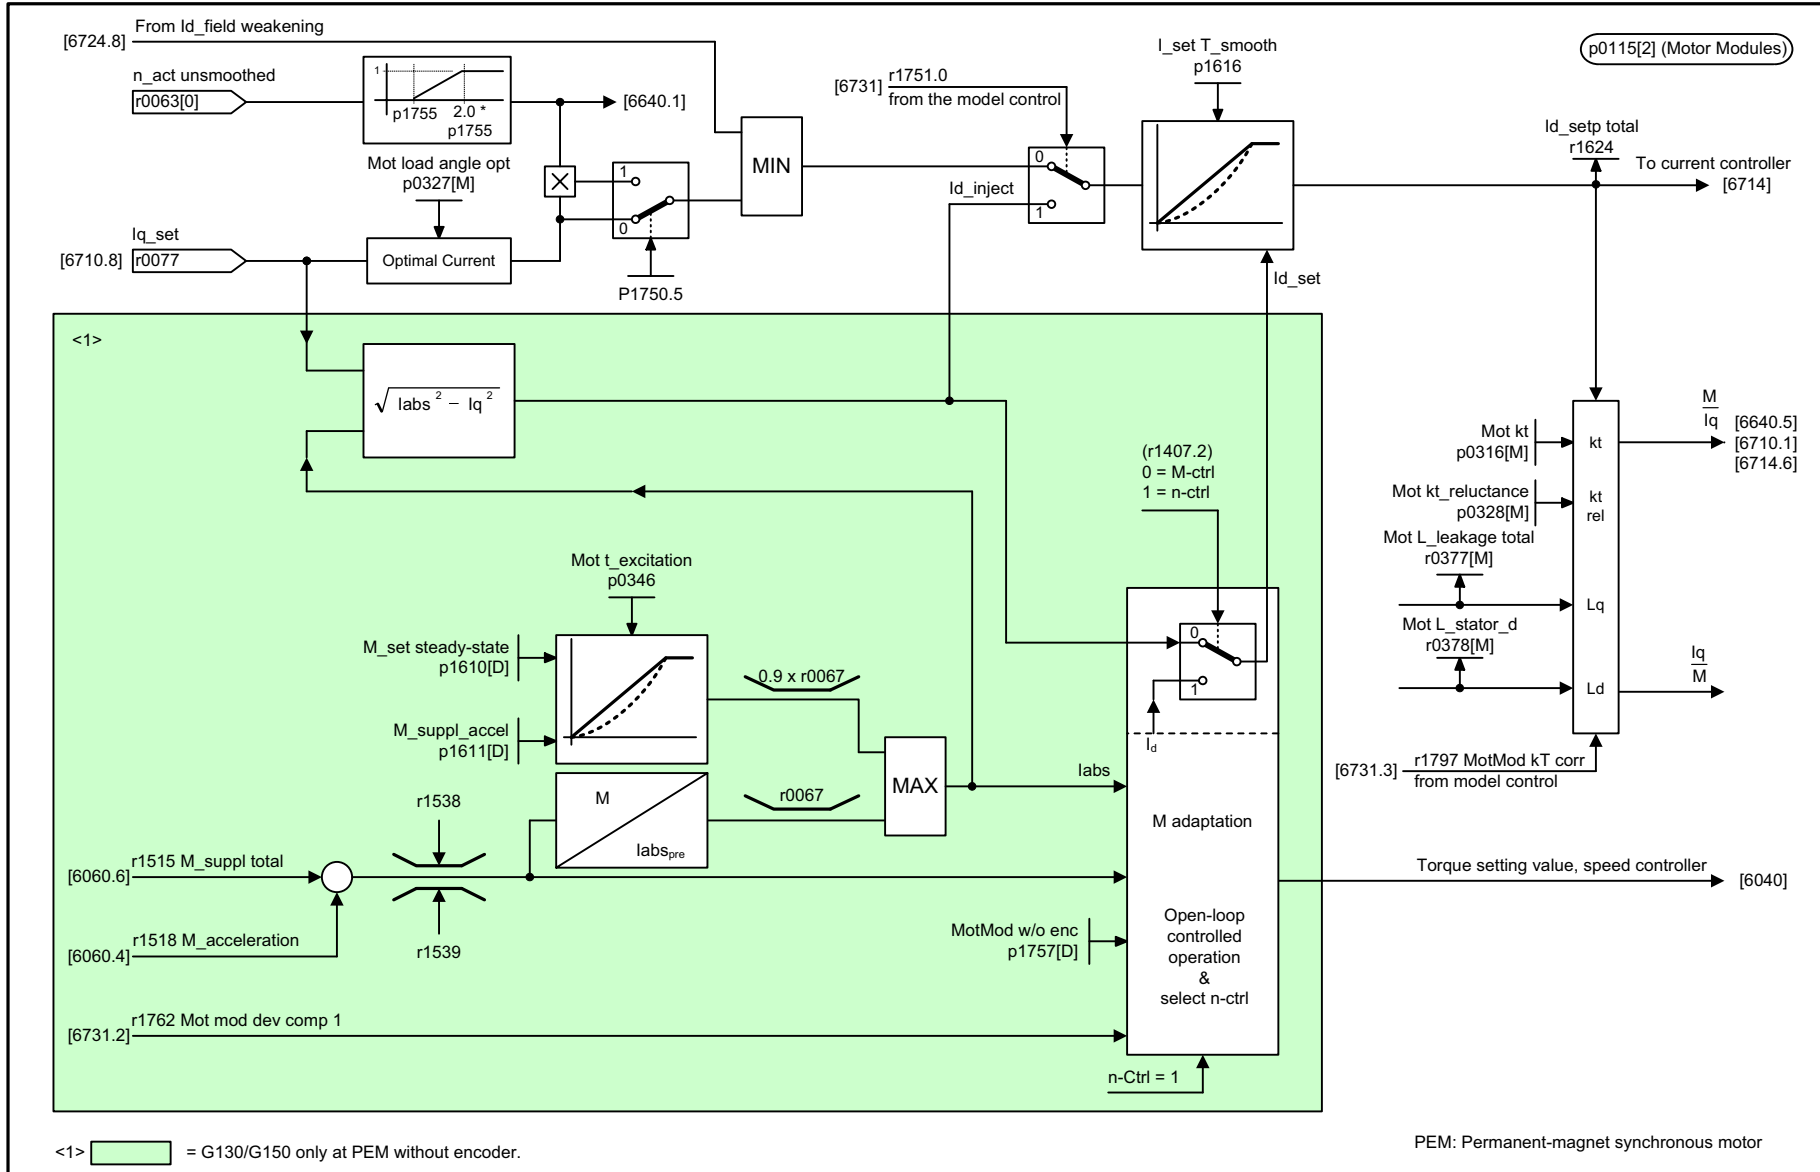 From Id_field weakening
[6724.8]
n_act unsmoothed
r0063[0]
1
p1755
2.0 *
p1755
[6640.1]
Mot load angle opt
p0327[M]
Iq_set
[6710.8]
r0077
Optimal Current
1
0
P1750.5
MIN
[6731]
r1751.0
from the model control
Id_inject
0
1
I_set T_smooth
p1616
Id_set
p0115[2] (Motor Modules)
Id_setp total
r1624
To current controller
[6714]
<1>
√ Iabs ² – Iq ²
(r1407.2)
0 = M-ctrl
1 = n-ctrl
Mot t_excitation
p0346
M_set steady-state
p1610[D]
M_suppl_accel
p1611[D]
0.9 x r0067
M
Iabspre
r0067
MAX
Iabs
r1538
r1539
[6060.6]
r1515 M_suppl total
[6060.4]
r1518 M_acceleration
MotMod w/o enc
p1757[D]
[6731.2]
r1762 Mot mod dev comp 1
n-Ctrl = 1
0
1
Id
M adaptation
Open-loop
controlled
operation
&
select n-ctrl
Mot kt
p0316[M]
kt
Mot kt_reluctance
p0328[M]
kt
rel
Mot L_leakage total
r0377[M]
Lq
Mot L_stator_d
r0378[M]
Ld
M
Iq
[6640.5]
[6710.1]
[6714.6]
Iq
M
[6731.3]
r1797 MotMod kT corr
from model control
Torque setting value, speed controller
[6040]
<1> = G130/G150 only at PEM without encoder.
PEM: Permanent-magnet synchronous motor